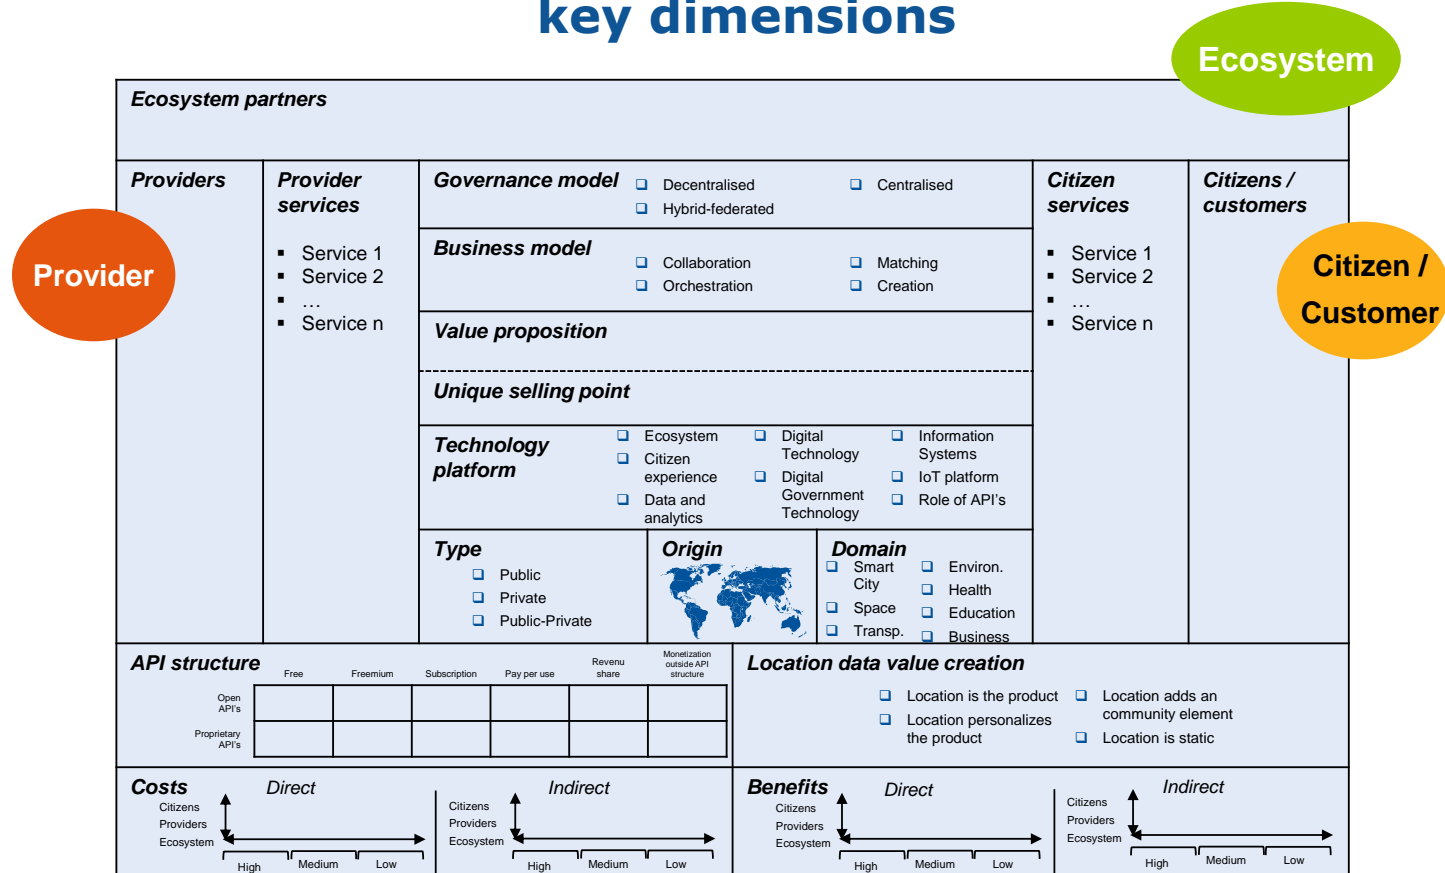 key dimensions
Ecosystem
Ecosystem partners
Providers
Provider
services
▪ Service 1
▪ Service 2
▪ …
▪ Service n
Provider
Governance model
❑ Decentralised
❑ Centralised
❑ Hybrid-federated
Business model
❑ Collaboration
❑ Matching
❑ Orchestration
❑ Creation
Value proposition
Unique selling point
Technology
platform
❑ Ecosystem
❑ Citizen
experience
❑ Data and
analytics
❑ Digital
Technology
❑ Digital
Government
Technology
❑ Information
Systems
❑ IoT platform
❑ Role of API's
Type
❑ Public
❑ Private
❑ Public-Private
Origin
Domain
❑ Smart
City
❑ Space
❑ Transp.
❑ Environ.
❑ Health
❑ Education
❑ Business
Citizen
services
▪ Service 1
▪ Service 2
▪ …
▪ Service n
Citizens /
customers
Citizen /
Customer
API structure
Free
Freemium
Subscription
Pay per use
Revenu
share
Monetization
outside API
structure
Open
API's
Proprietary
API's
Location data value creation
❑ Location is the product
❑ Location personalizes
the product
❑ Location adds an
community element
❑ Location is static
Costs
Direct
Citizens
Providers
Ecosystem
High
Medium
Low
Indirect
Citizens
Providers
Ecosystem
High
Medium
Low
Benefits
Direct
Citizens
Providers
Ecosystem
High
Medium
Low
Indirect
Citizens
Providers
Ecosystem
High
Medium
Low